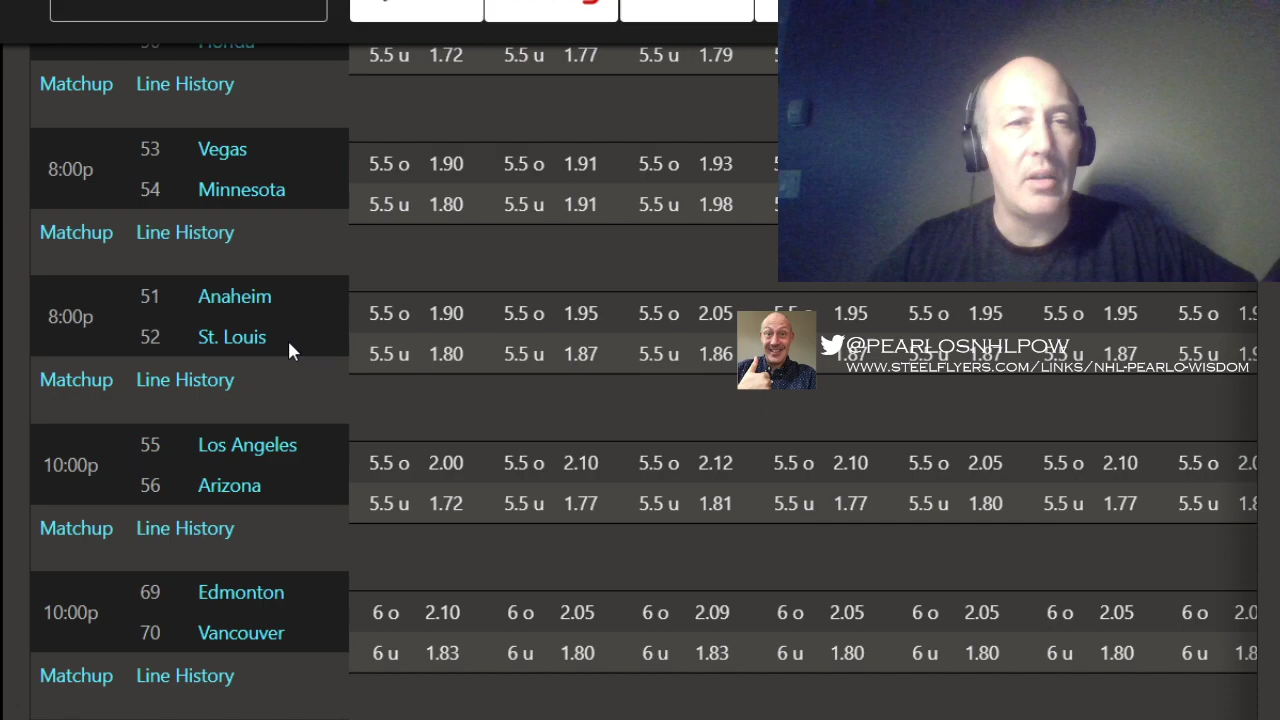 5.5 u 1.72 5.5 u 1.77 5.5 u 1.79
Matchup Line History
8:00p
53 Vegas
54 Minnesota
5.5 o 1.90 5.5 o 1.91 5.5 o 1.93
5.5 u 1.80 5.5 u 1.91 5.5 u 1.98
Matchup Line History
8:00p
51 Anaheim
52 St. Louis
5.5 o 1.90 5.5 o 1.95 5.5 o 2.05 1.95 5.5 o 1.95 5.5 o 1.95 5.5 o
5.5 u 1.80 5.5 u 1.87 5.5 u 1.86 1.87 5.5 u 1.87 5.5 u 1.87 5.5 u
@PEARLOSNHLPOW
WWW.STEELFLYERS.COM/LINKS/NHL-PEARLO-WISDOM
Matchup Line History
10:00p
55 Los Angeles
56 Arizona
5.5 o 2.00 5.5 o 2.10 5.5 o 2.12 5.5 o 2.10 5.5 o 2.05 5.5 o 2.10 5.5 o
5.5 u 1.72 5.5 u 1.77 5.5 u 1.81 5.5 u 1.77 5.5 u 1.80 5.5 u 1.77 5.5 u
Matchup Line History
10:00p
69 Edmonton
70 Vancouver
6 o 2.10 6 o 2.05 6 o 2.09 6 o 2.05 6 o 2.05 6 o 2.05 6 o
6 u 1.83 6 u 1.80 6 u 1.83 6 u 1.80 6 u 1.80 6 u 1.80 6 u
Matchup Line History